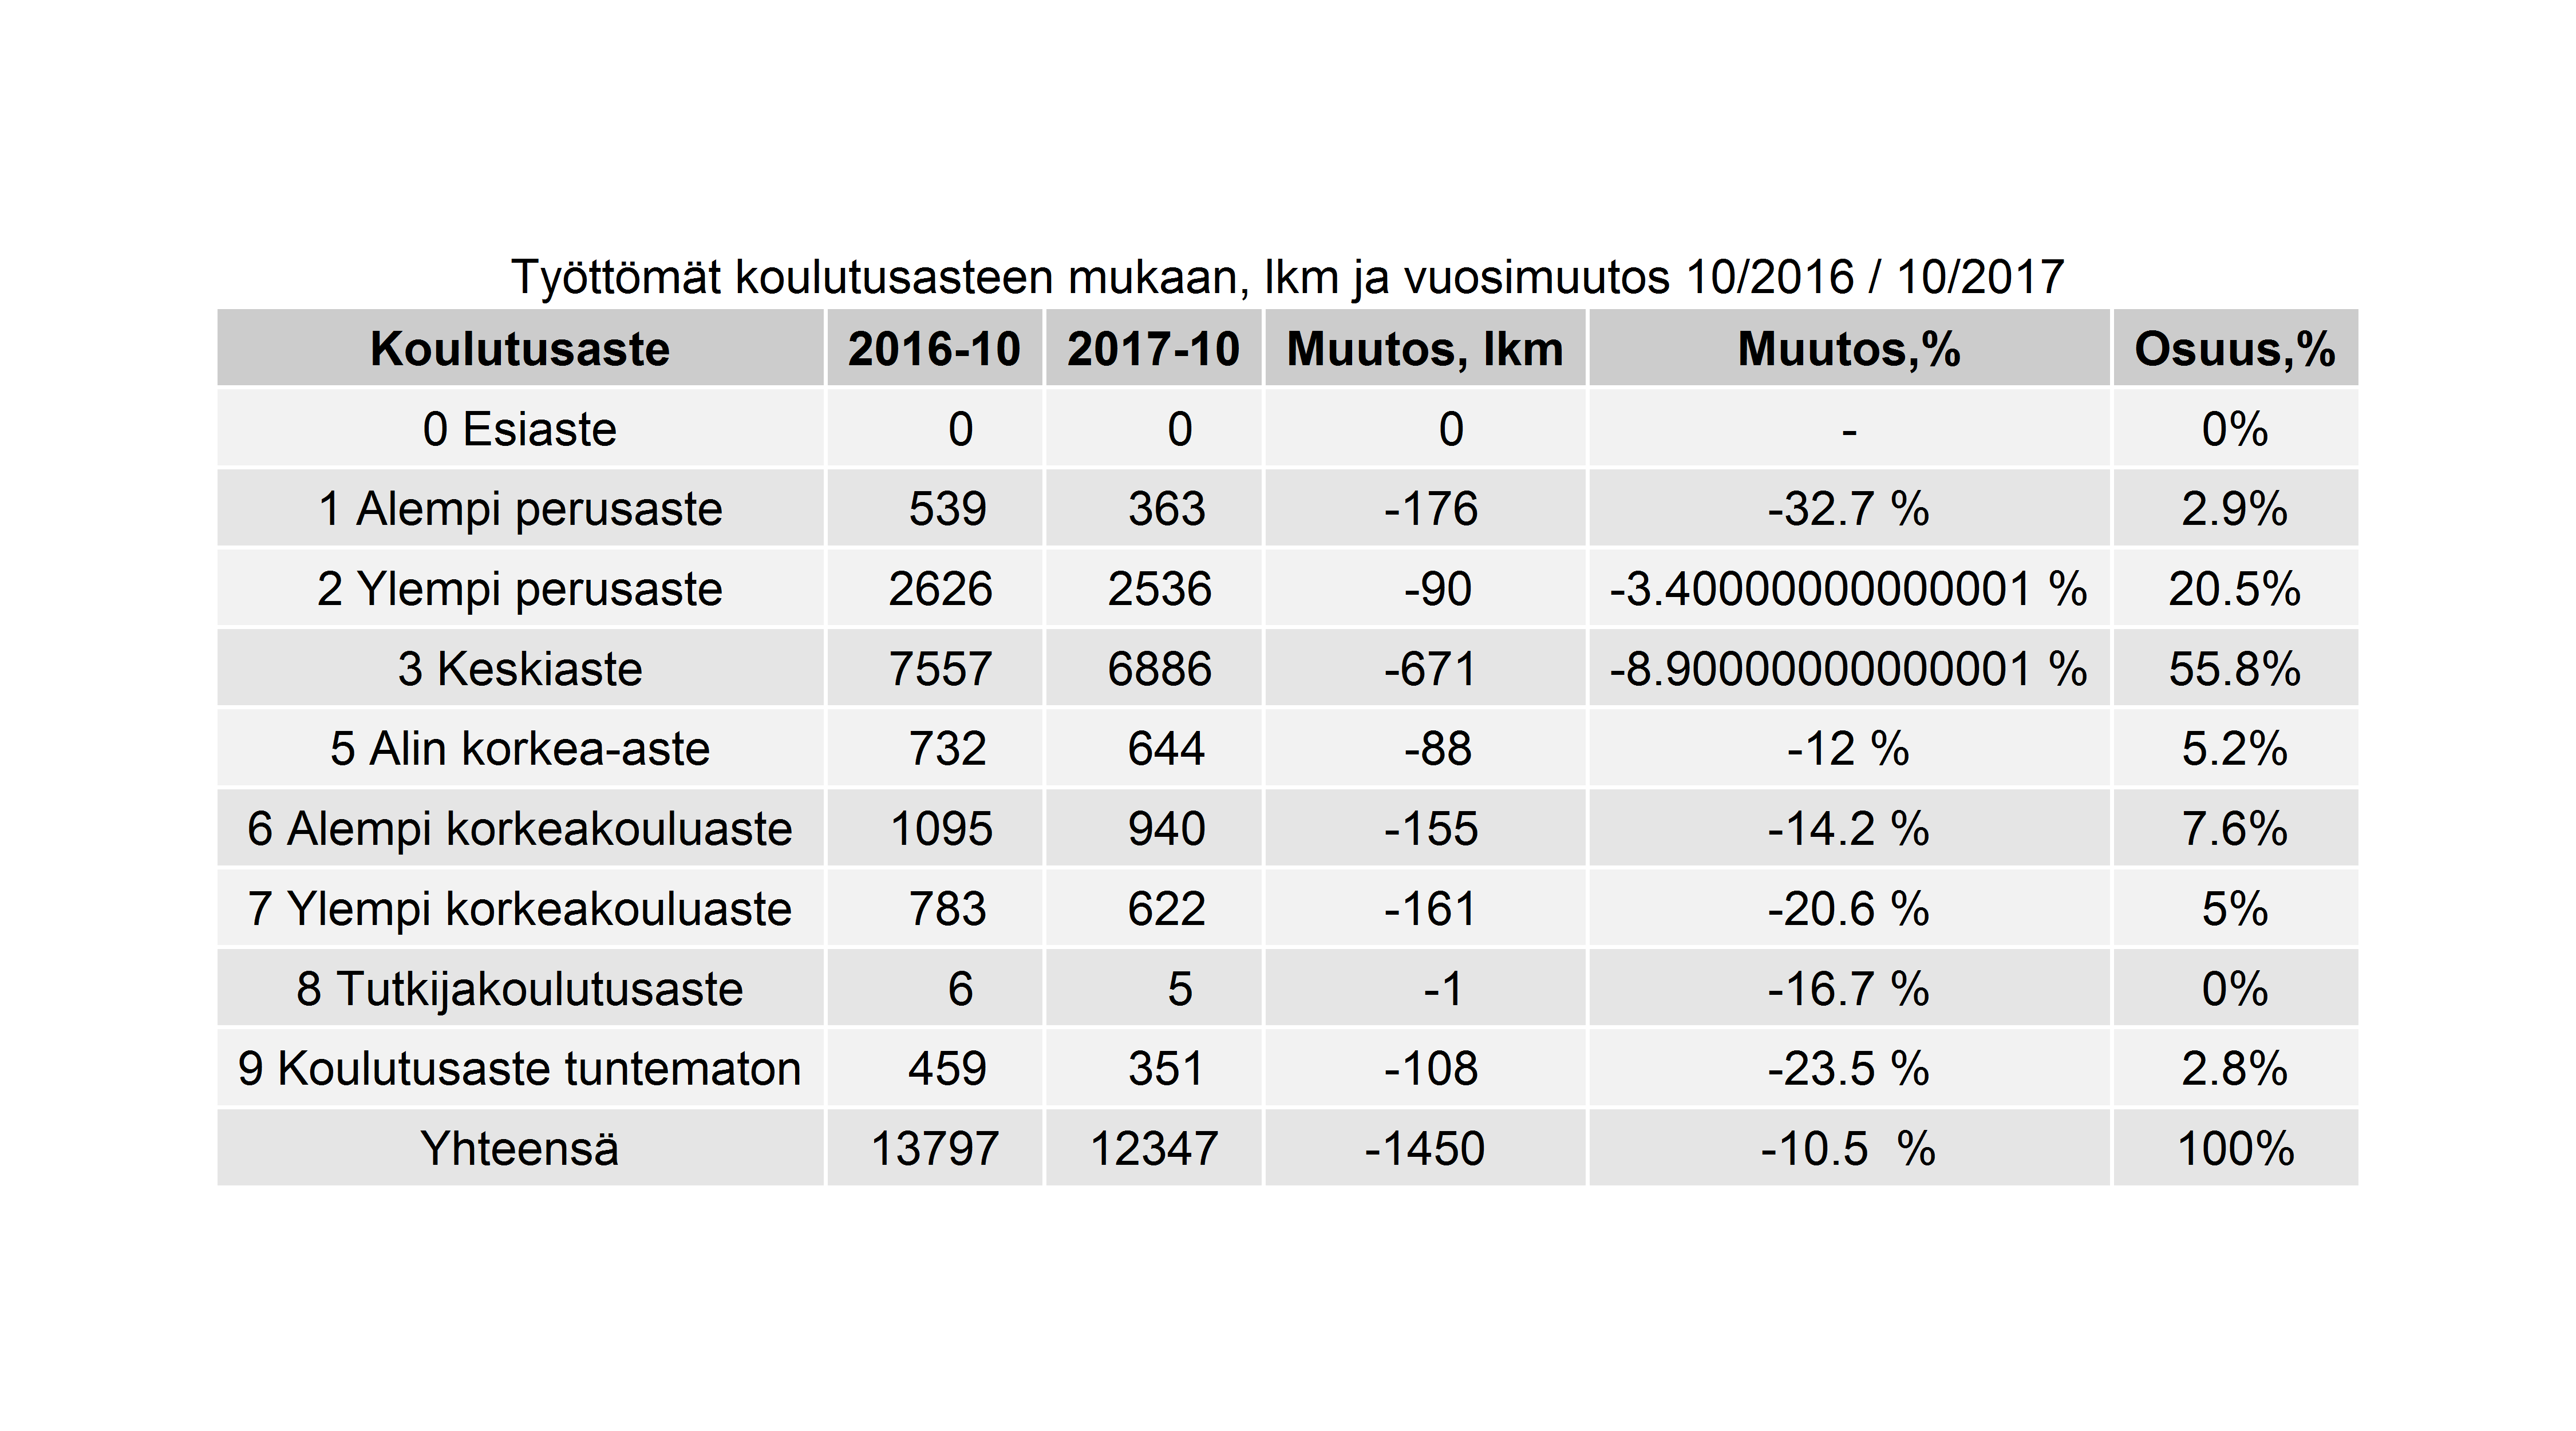 Työttömät koulutusasteen mukaan, lkm ja vuosimuutos 10/2016 / 10/2017
Koulutusaste 2016-10 2017-10 Muutos, lkm Muutos,% Osuus,%
0 Esiaste 0 0 0 - 0%
1 Alempi perusaste 539 363 -176 -32.7 % 2.9%
2 Ylempi perusaste 2626 2536 -90 -3.40000000000001 % 20.5%
3 Keskiaste 7557 6886 -671 -8.90000000000001 % 55.8%
5 Alin korkea-aste 732 644 -88 -12 % 5.2%
6 Alempi korkeakouluaste 1095 940 -155 -14.2 % 7.6%
7 Ylempi korkeakouluaste 783 622 -161 -20.6 % 5%
8 Tutkijakoulutusaste 6 5 -1 -16.7 % 0%
9 Koulutusaste tuntematon 459 351 -108 -23.5 % 2.8%
Yhteensä 13797 12347 -1450 -10.5 % 100%